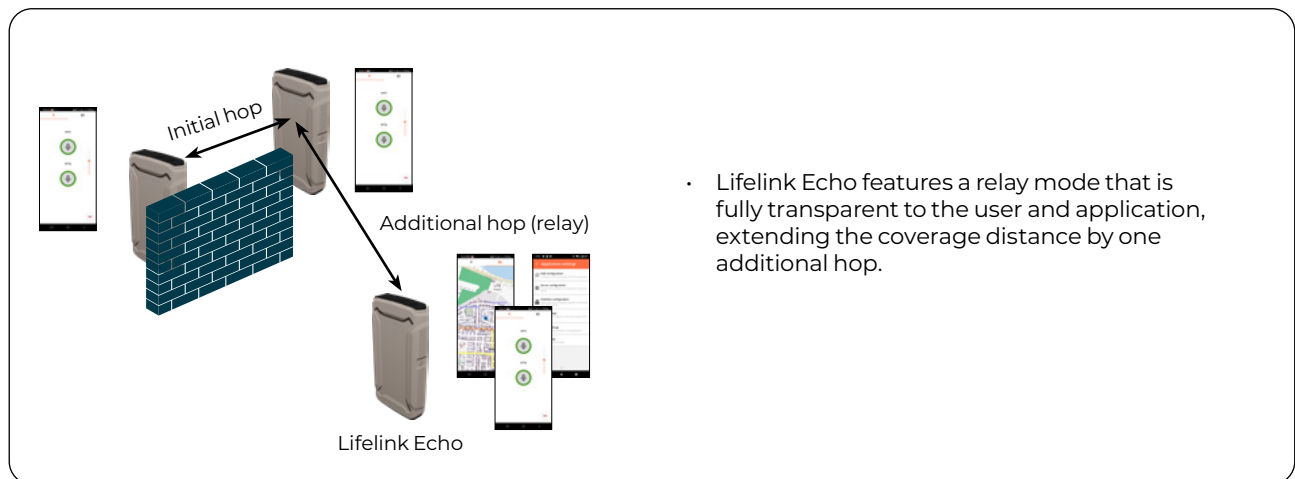 Initial hop
Additional hop (relay)
Lifelink Echo
• Lifelink Echo features a relay mode that is
fully transparent to the user and application,
extending the coverage distance by one
additional hop.